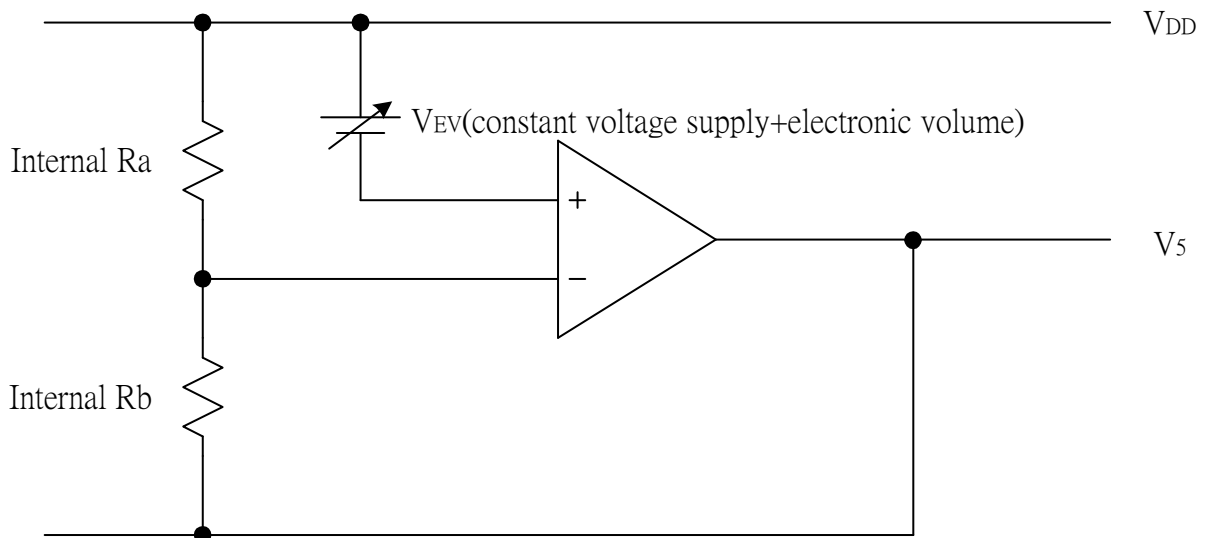 VDD
VEV(constant voltage supply+electronic volume)
Internal Ra
+
V5
−
Internal Rb